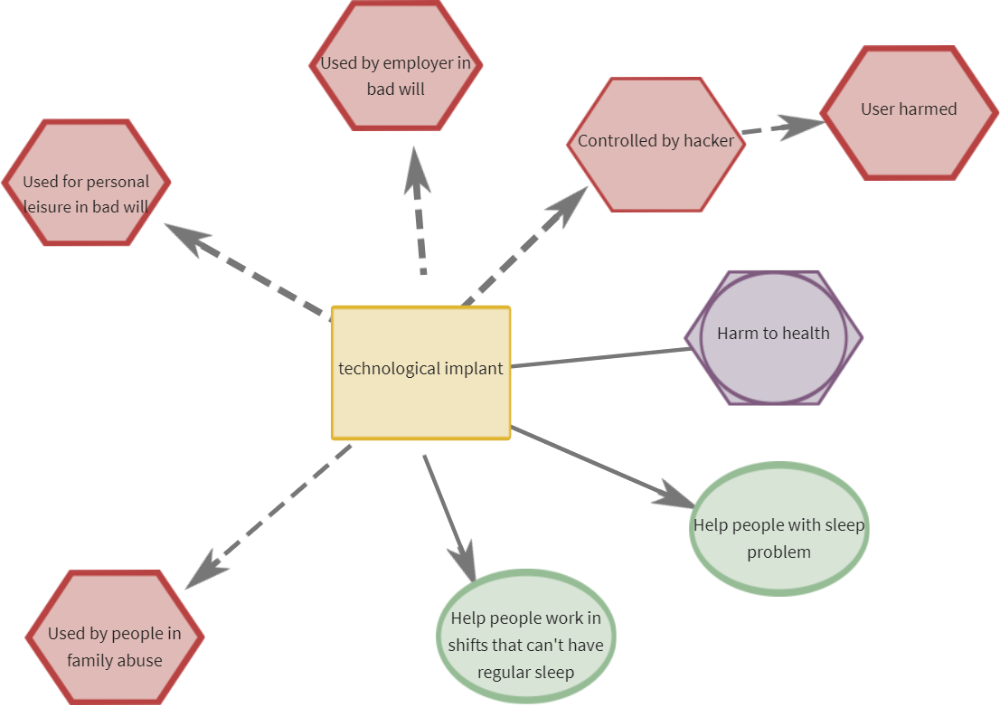 Used by employer in
bad will
User harmed
Controlled by hacker
Used for personal
leisure in bad will
Harm to health
technological implant
Help people with sleep
problem
Help people work in
shifts that can't have
regular sleep
Used by people in
family abuse